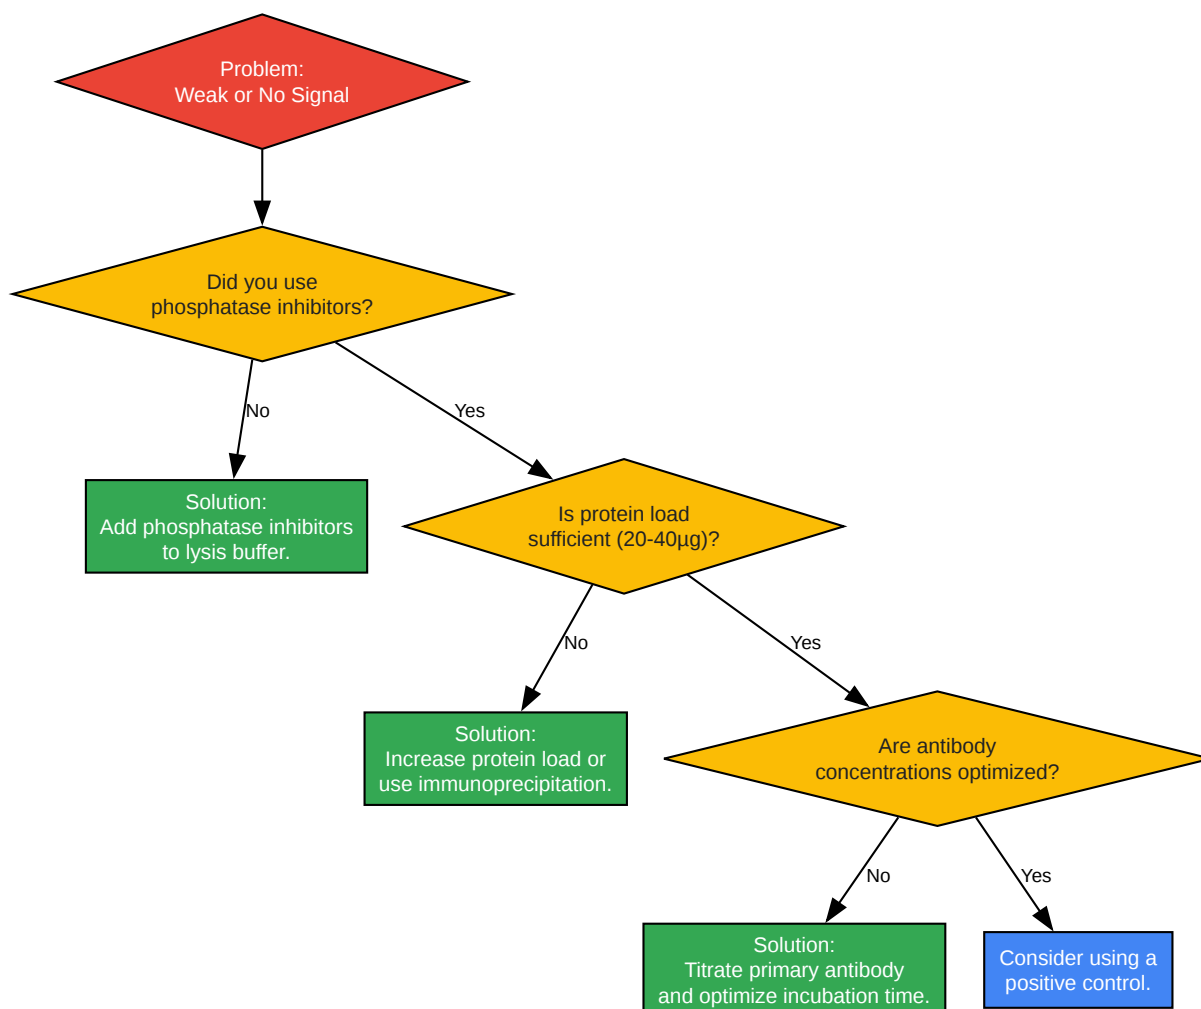 Problem:
Weak or No Signal
Did you use
phosphatase inhibitors?
No
Yes
Solution:
Add phosphatase inhibitors
to lysis buffer.
Is protein load
sufficient (20-40µg)?
No
Yes
Solution:
Increase protein load or
use immunoprecipitation.
Are antibody
concentrations optimized?
No
Yes
Solution:
Titrate primary antibody
and optimize incubation time.
Consider using a
positive control.